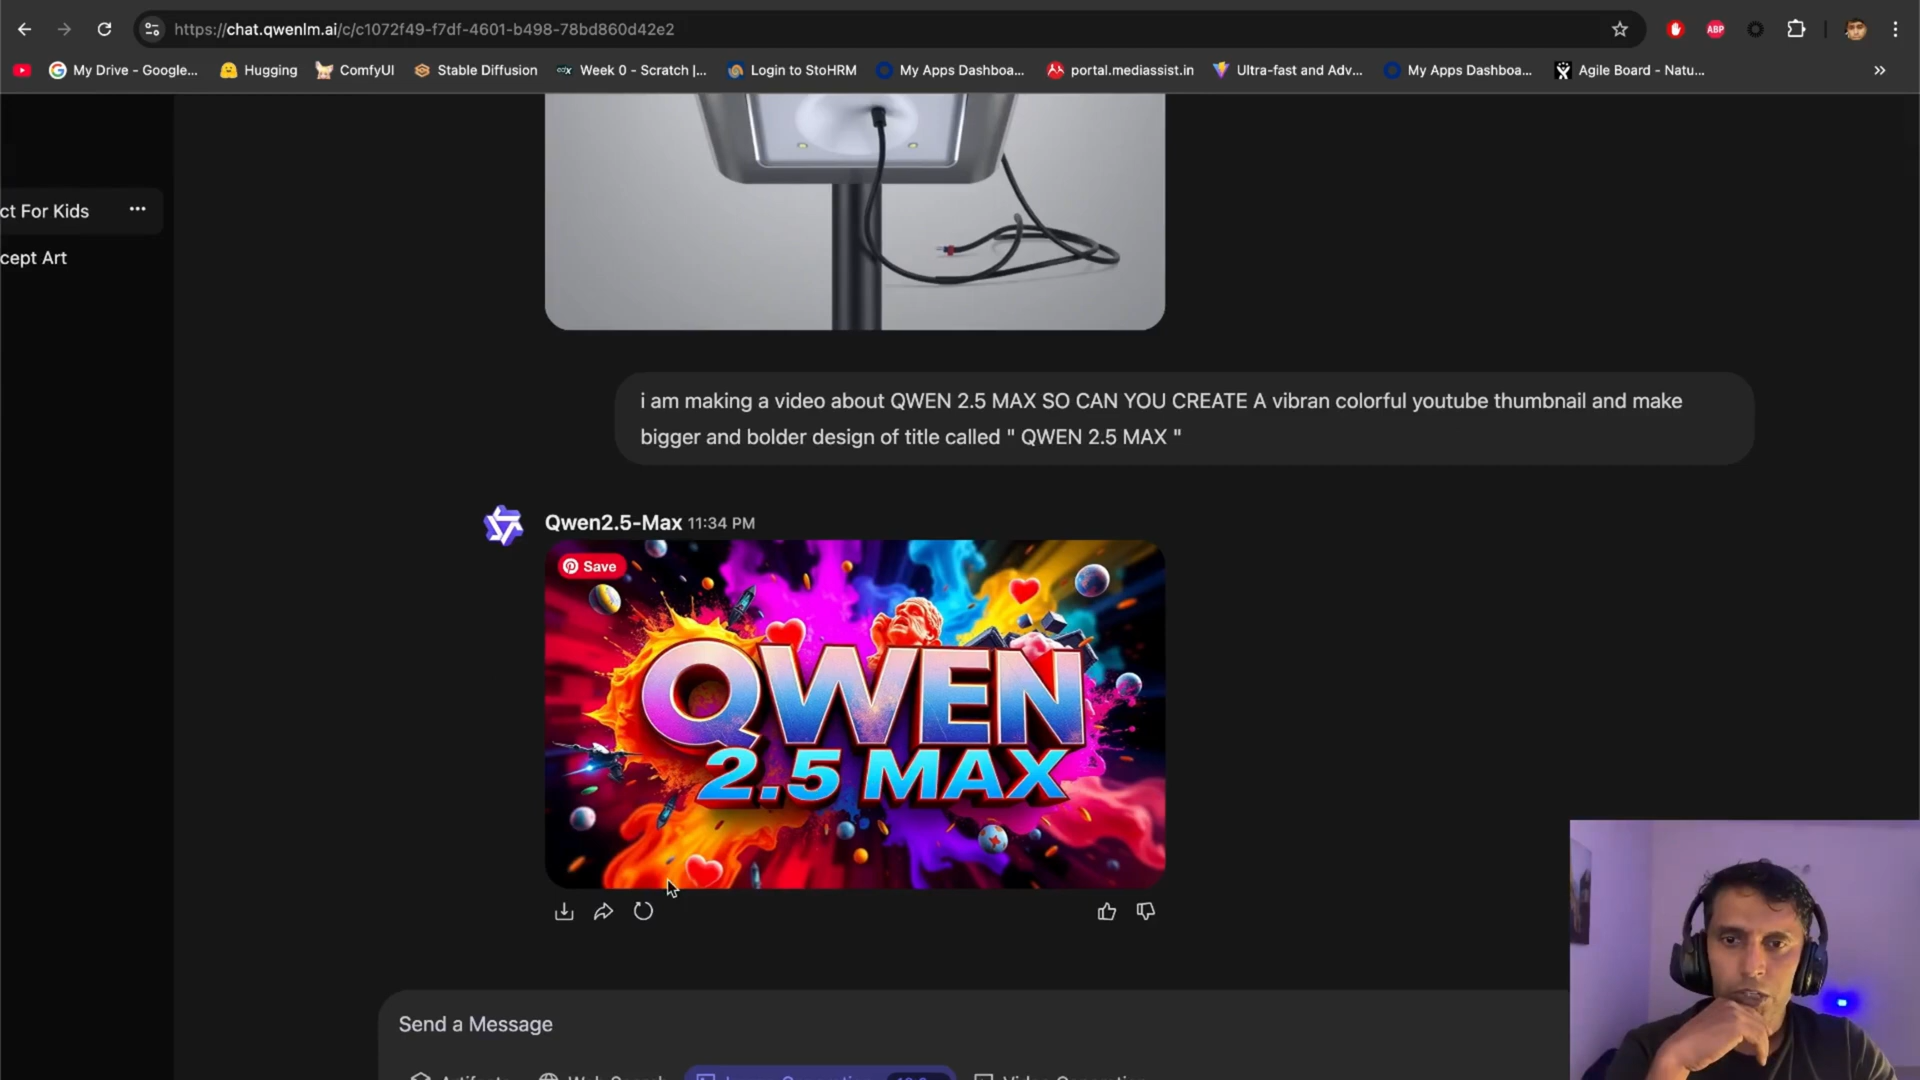 https://chat.qwenlm.ai/c/c1072f49-f7df-4601-b498-78bd860d42e2
ABP
My Drive - Google...
Hugging
ComfyUI
Stable Diffusion
Week 0 - Scratch |...
Login to StoHRM
My Apps Dashboa...
portal.mediassist.in
Ultra-fast and Adv...
My Apps Dashboa...
Agile Board - Natu...
ct For Kids
cept Art
i am making a video about QWEN 2.5 MAX SO CAN YOU CREATE A vibran colorful youtube thumbnail and make
bigger and bolder design of title called " QWEN 2.5 MAX "
Qwen2.5-Max 11:34 PM
Save
QWEN
2.5 MAX
Send a Message